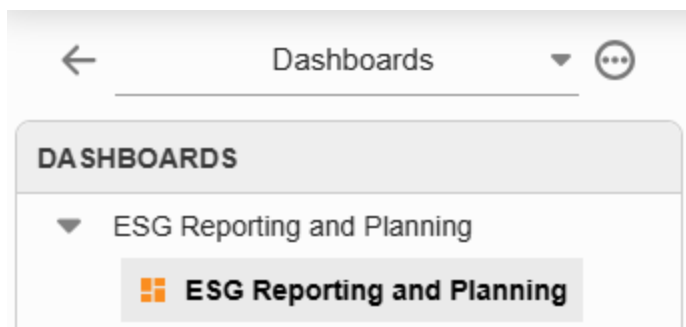 Dashboards
DASHBOARDS
ESG Reporting and Planning
ESG Reporting and Planning